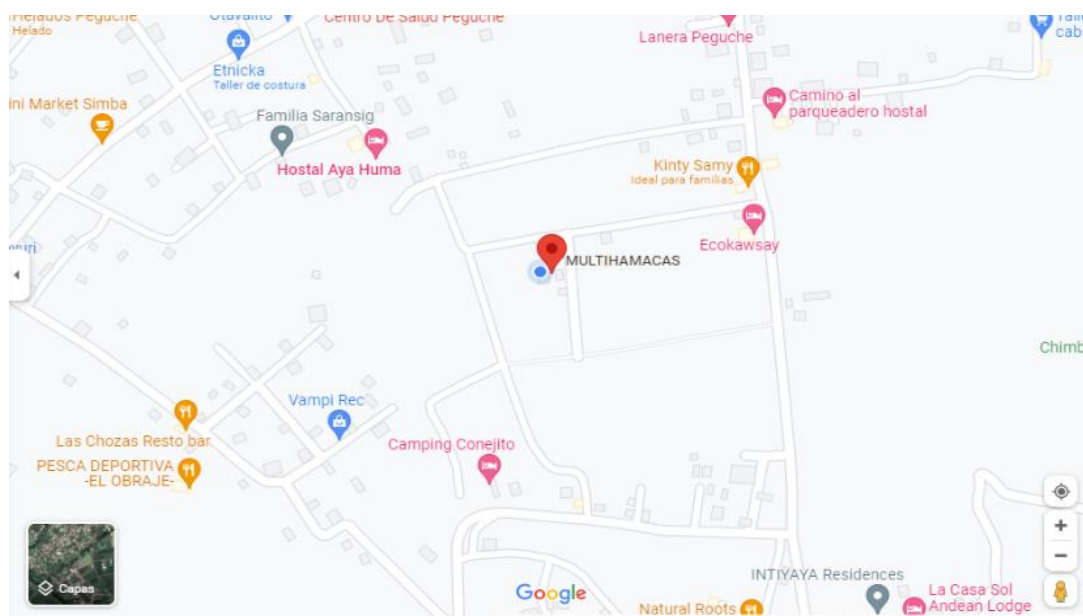 Helados Peguche
Helado
Otavalito
Centro De Salud Peguche
Lanera Peguche
Etnicka
Taller de costura
ini Market Simba
Familia Saransig
Hostal Aya Huma
Camino al
parqueadero hostal
Kinty Samy
Ideal para familias
Ecokawsay
MULTIHAMACAS
Chimb
Vampi Rec
Las Chozas Resto bar
PESCA DEPORTIVA
-EL OBRAJE-
Camping Conejito
Capas
Google
INTIYAYA Residences
La Casa Sol
Andean Lodge
Natural Roots